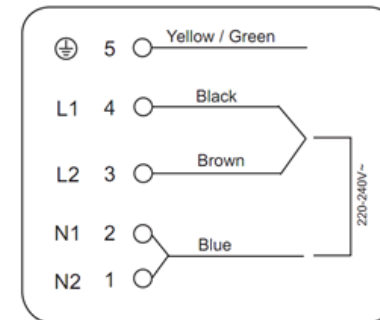 5 Yellow / Green
L1 4 Black
L2 3 Brown
N1 2
Blue
N2 1
220-240V~